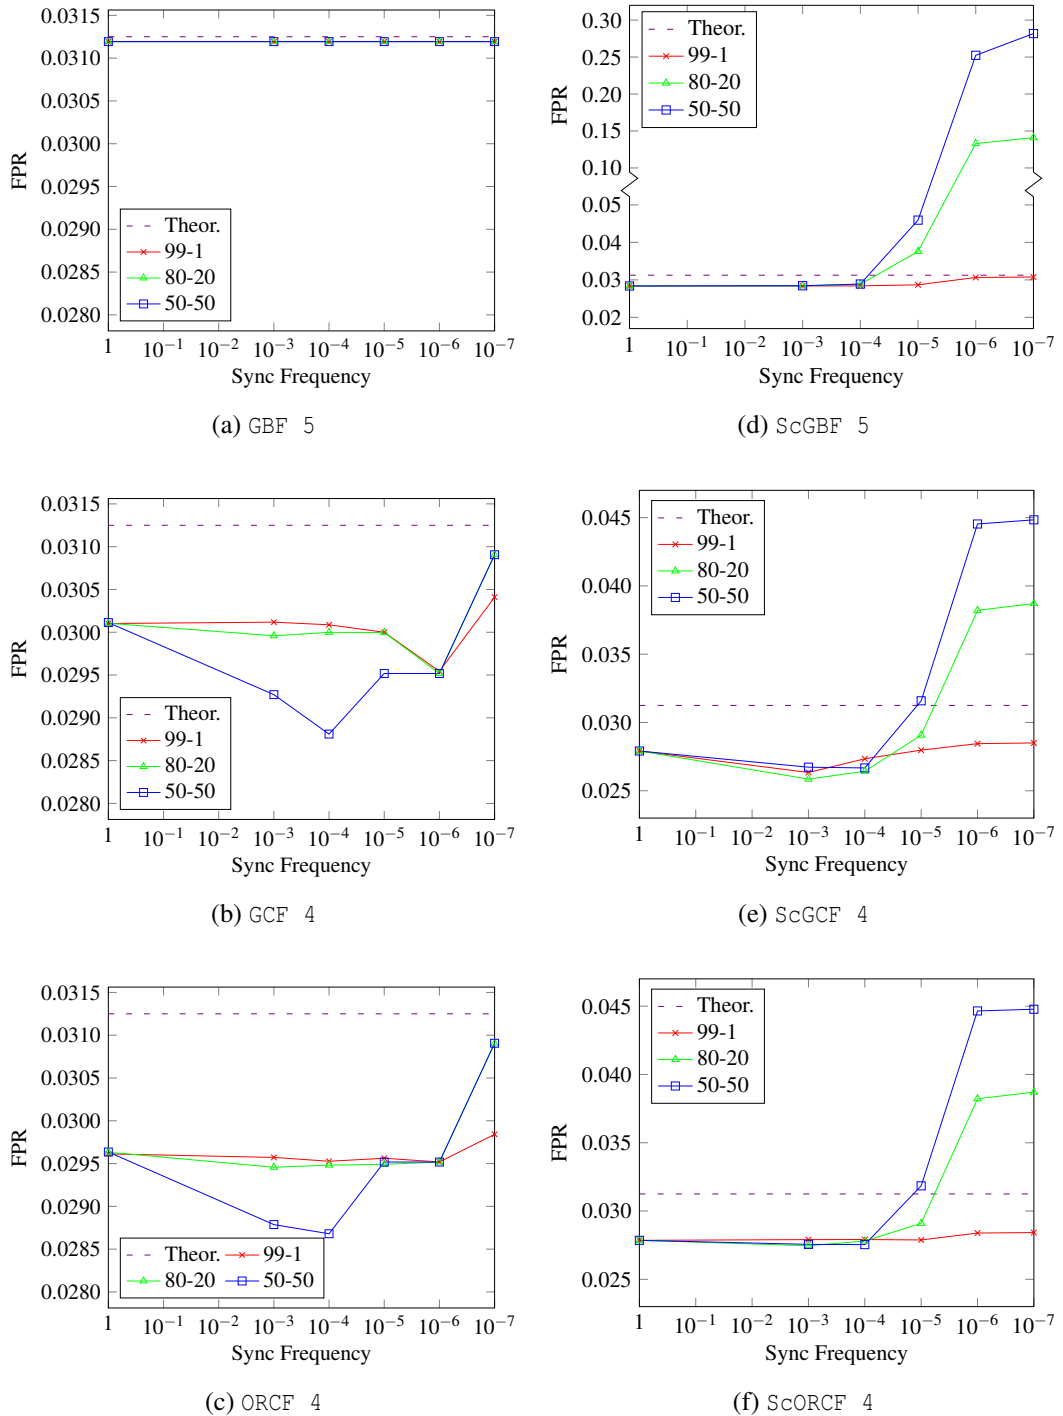 0.0315
0.0310
0.0305
0.0300
0.0295
0.0290
0.0285
0.0280
FPR
Theor.
99-1
80-20
50-50
1 10−1 10−2 10−3 10−4 10−5 10−6 10−7
Sync Frequency
(a) GBF 5
0.30
0.25
0.20
0.15
0.10
0.05
0.04
0.03
0.02
FPR
Theor.
99-1
80-20
50-50
1 10−1 10−2 10−3 10−4 10−5 10−6 10−7
Sync Frequency
(d) ScGBF 5
0.0315
0.0310
0.0305
0.0300
0.0295
0.0290
0.0285
0.0280
FPR
Theor.
99-1
80-20
50-50
1 10−1 10−2 10−3 10−4 10−5 10−6 10−7
Sync Frequency
(b) GCF 4
0.045
0.040
0.035
0.030
0.025
FPR
Theor.
99-1
80-20
50-50
1 10−1 10−2 10−3 10−4 10−5 10−6 10−7
Sync Frequency
(e) ScGCF 4
0.0315
0.0310
0.0305
0.0300
0.0295
0.0290
0.0285
0.0280
FPR
Theor. 99-1
80-20 50-50
1 10−1 10−2 10−3 10−4 10−5 10−6 10−7
Sync Frequency
(c) ORCF 4
0.045
0.040
0.035
0.030
0.025
FPR
Theor.
99-1
80-20
50-50
1 10−1 10−2 10−3 10−4 10−5 10−6 10−7
Sync Frequency
(f) ScORCF 4